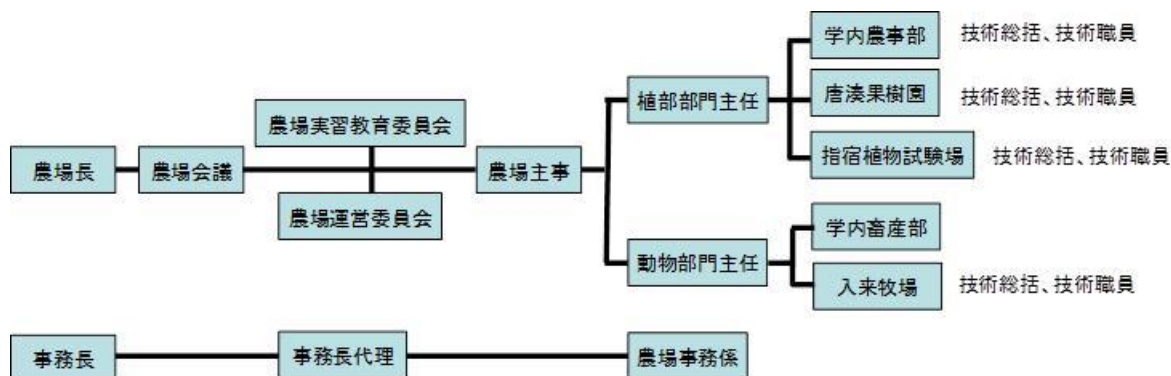 学内農事部 技術総括、技術職員
植部部門主任
唐湊果樹園 技術総括、技術職員
農場実習教育委員会
指宿植物試験場 技術総括、技術職員
農場長
農場会議
農場主事
農場運営委員会
学内畜産部
動物部門主任
入来牧場 技術総括、技術職員
事務長
事務長代理
農場事務係